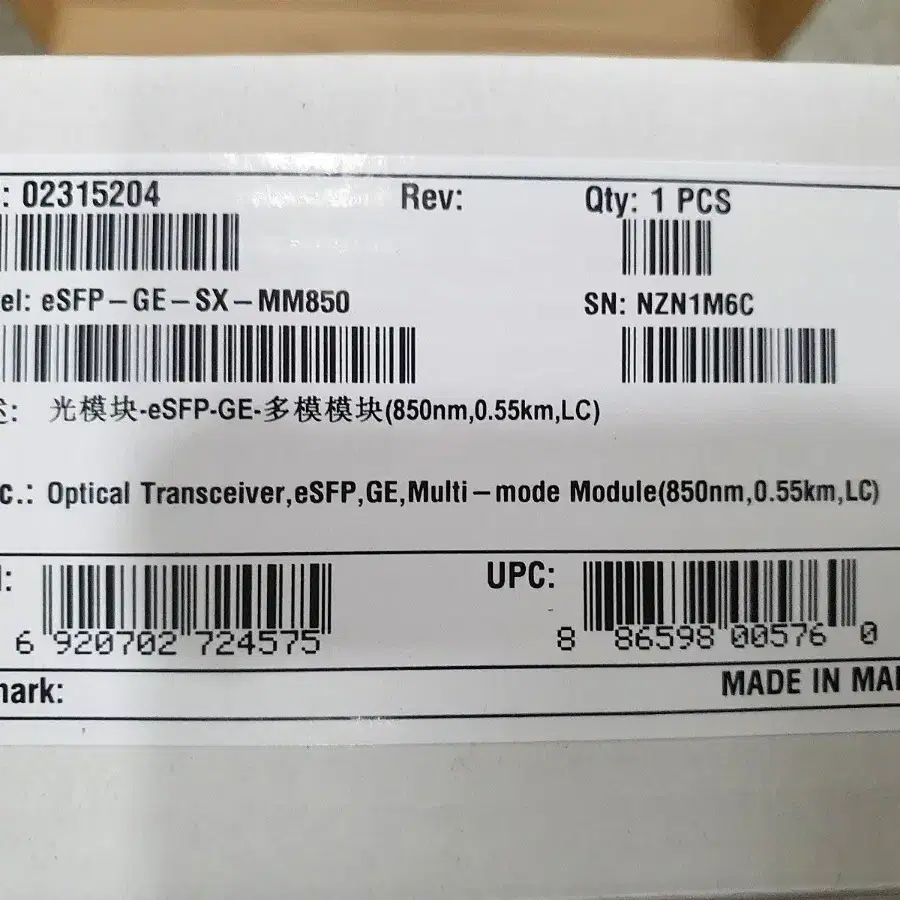 : 02315204 Rev: Qty: 1 PCS
el: eSFP-GE-SX-MM850 SN: NZN1M6C
: 光模块-eSFP-GE-多模模块(850nm,0.55km,LC)
c.: Optical Transceiver,eSFP,GE,Multi-mode Module(850nm,0.55km,LC)
: UPC:
6 920702 724575 8 86598 00576 0
mark:
MADE IN MA